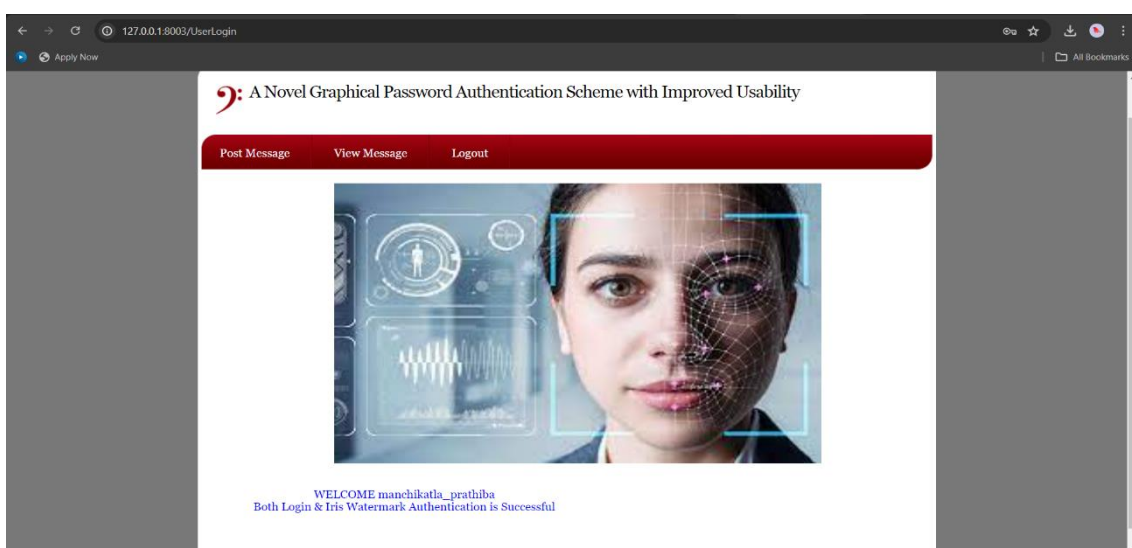 127.0.0.1:8003/UserLogin
Apply Now
All Bookmarks
A Novel Graphical Password Authentication Scheme with Improved Usability
Post Message View Message Logout
WELCOME manchikatla_prathiba
Both Login & Iris Watermark Authentication is Successful